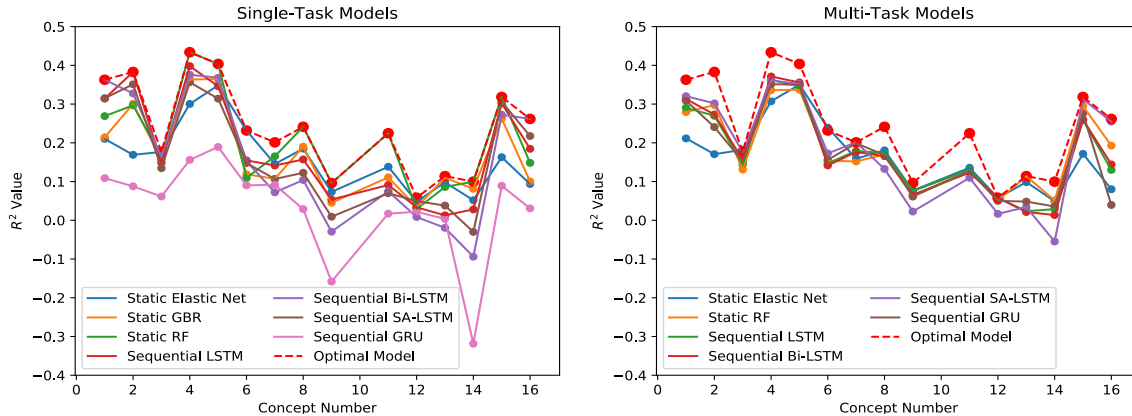 Single-Task Models
0.5
0.4
0.3
0.2
0.1
0.0
−0.1
−0.2
−0.3
−0.4
R² Value
0 2 4 6 8 10 12 14 16
Concept Number
Static Elastic Net
Static GBR
Static RF
Sequential LSTM
Sequential Bi-LSTM
Sequential SA-LSTM
Sequential GRU
Optimal Model
Multi-Task Models
0.5
0.4
0.3
0.2
0.1
0.0
−0.1
−0.2
−0.3
−0.4
R² Value
0 2 4 6 8 10 12 14 16
Concept Number
Static Elastic Net
Static RF
Sequential LSTM
Sequential Bi-LSTM
Sequential SA-LSTM
Sequential GRU
Optimal Model